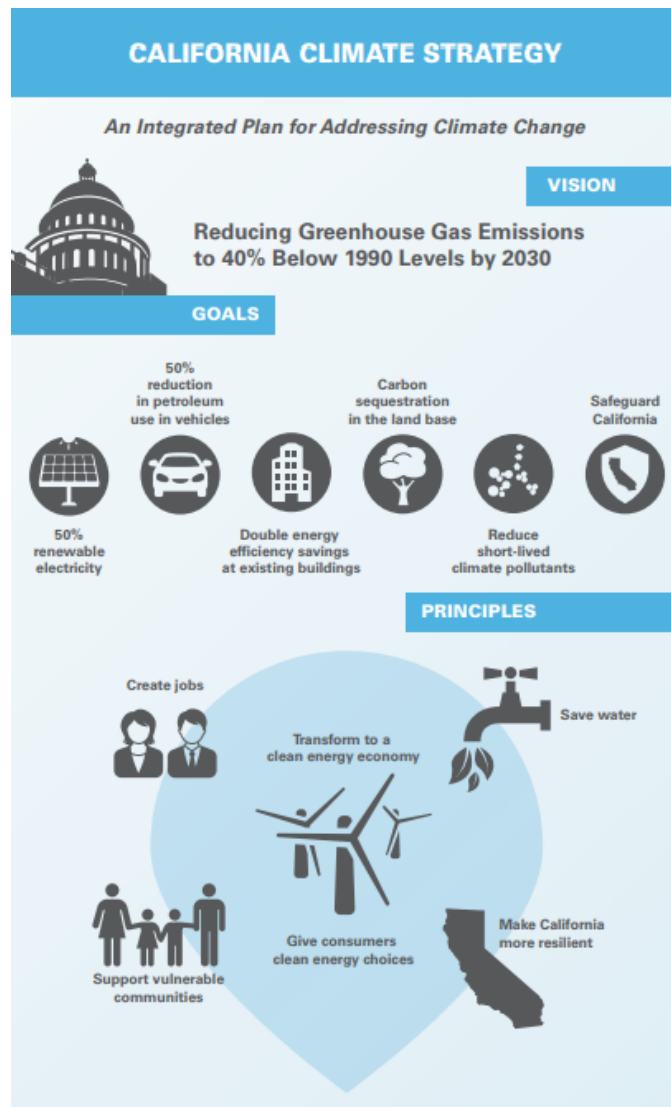 CALIFORNIA CLIMATE STRATEGY
An Integrated Plan for Addressing Climate Change
VISION
Reducing Greenhouse Gas Emissions
to 40% Below 1990 Levels by 2030
GOALS
50%
renewable
electricity
50%
reduction
in petroleum
use in vehicles
Double energy
efficiency savings
at existing buildings
Carbon
sequestration
in the land base
Reduce
short-lived
climate pollutants
Safeguard
California
PRINCIPLES
Create jobs
Transform to a
clean energy economy
Save water
Support vulnerable
communities
Give consumers
clean energy choices
Make California
more resilient